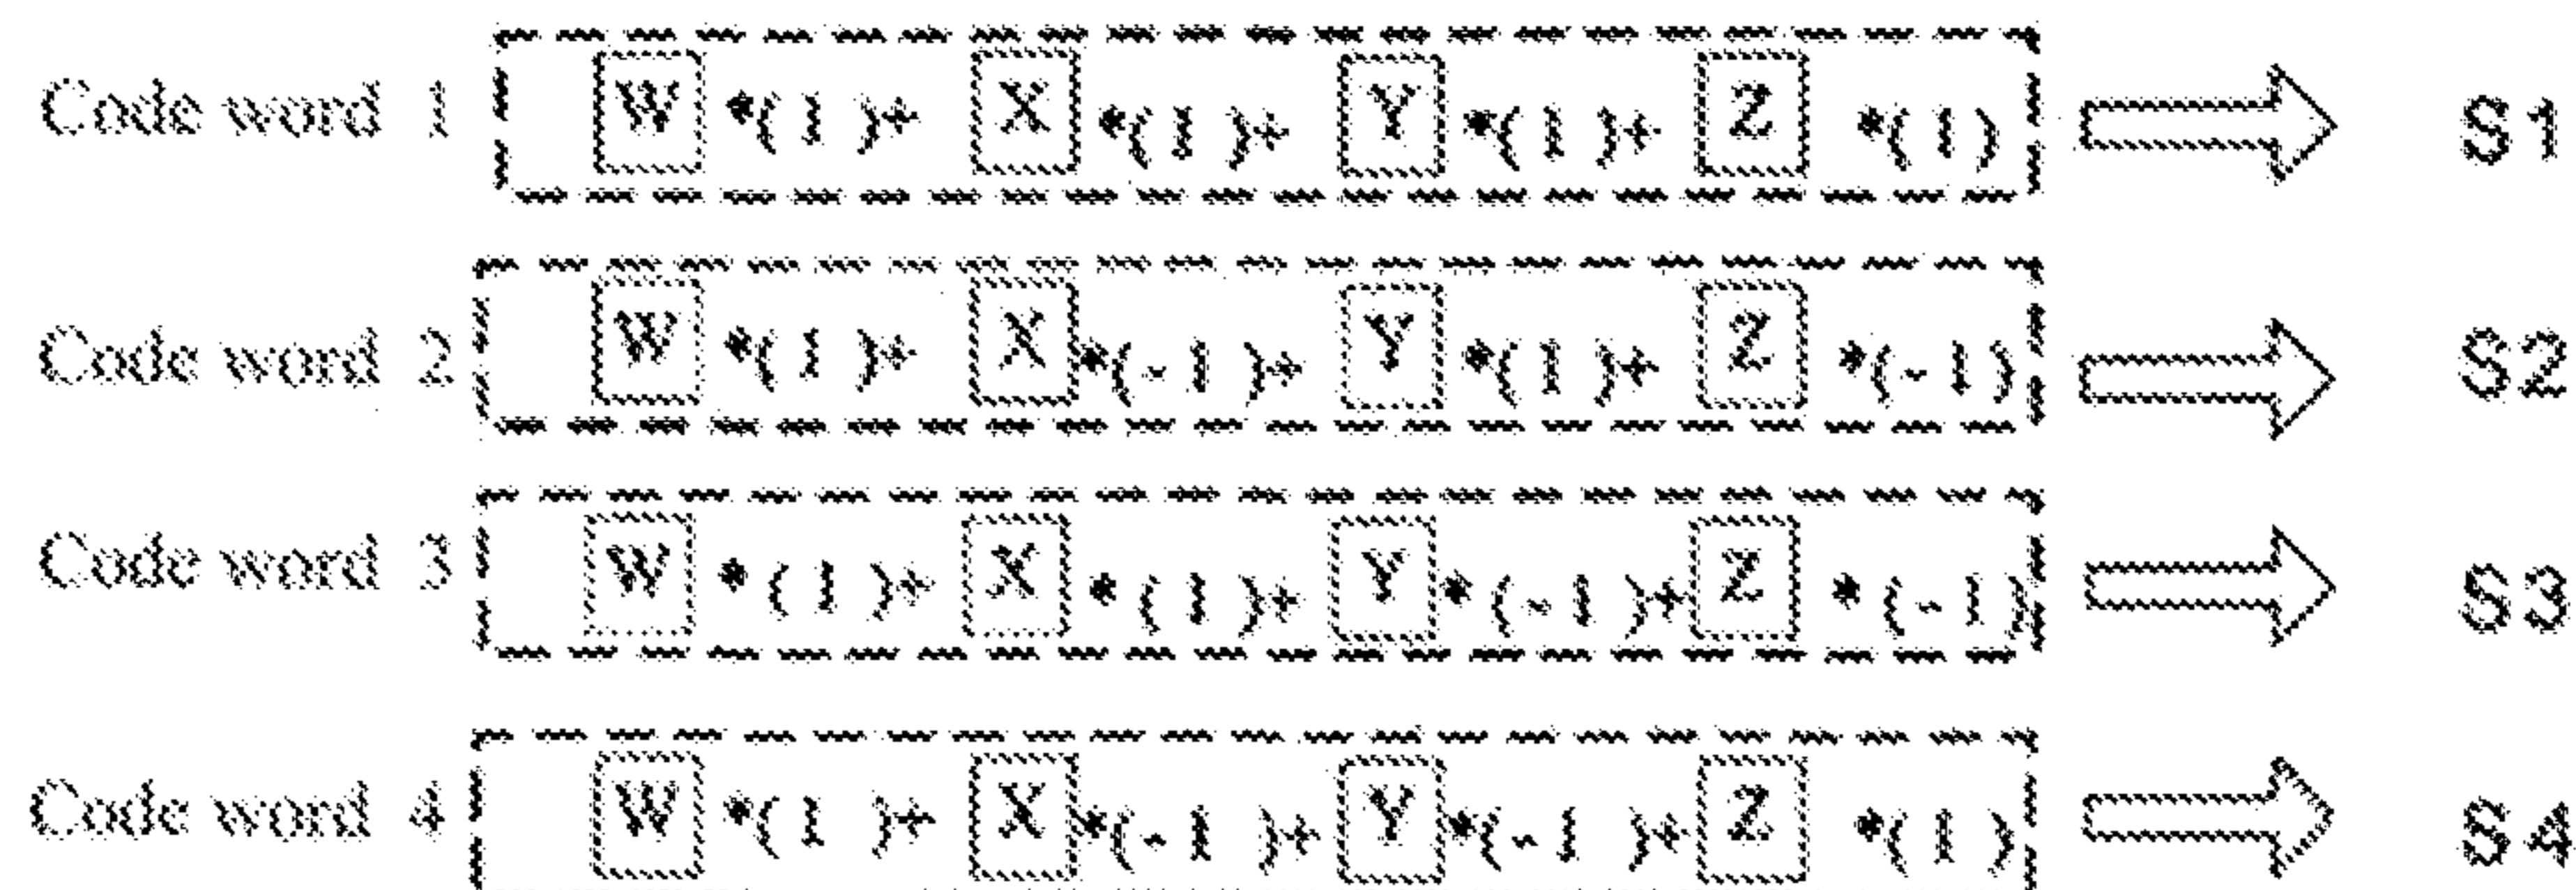 Code word 1 W *(1)+ X *(1)+ Y *(1)+ Z *(1) S1
Code word 2 W *(1)+ X *(-1)+ Y *(1)+ Z *(-1) S2
Code word 3 W *(1)+ X *(1)+ Y *(-1)+ Z *(-1) S3
Code word 4 W *(1)+ X *(-1)+ Y *(-1)+ Z *(1) S4